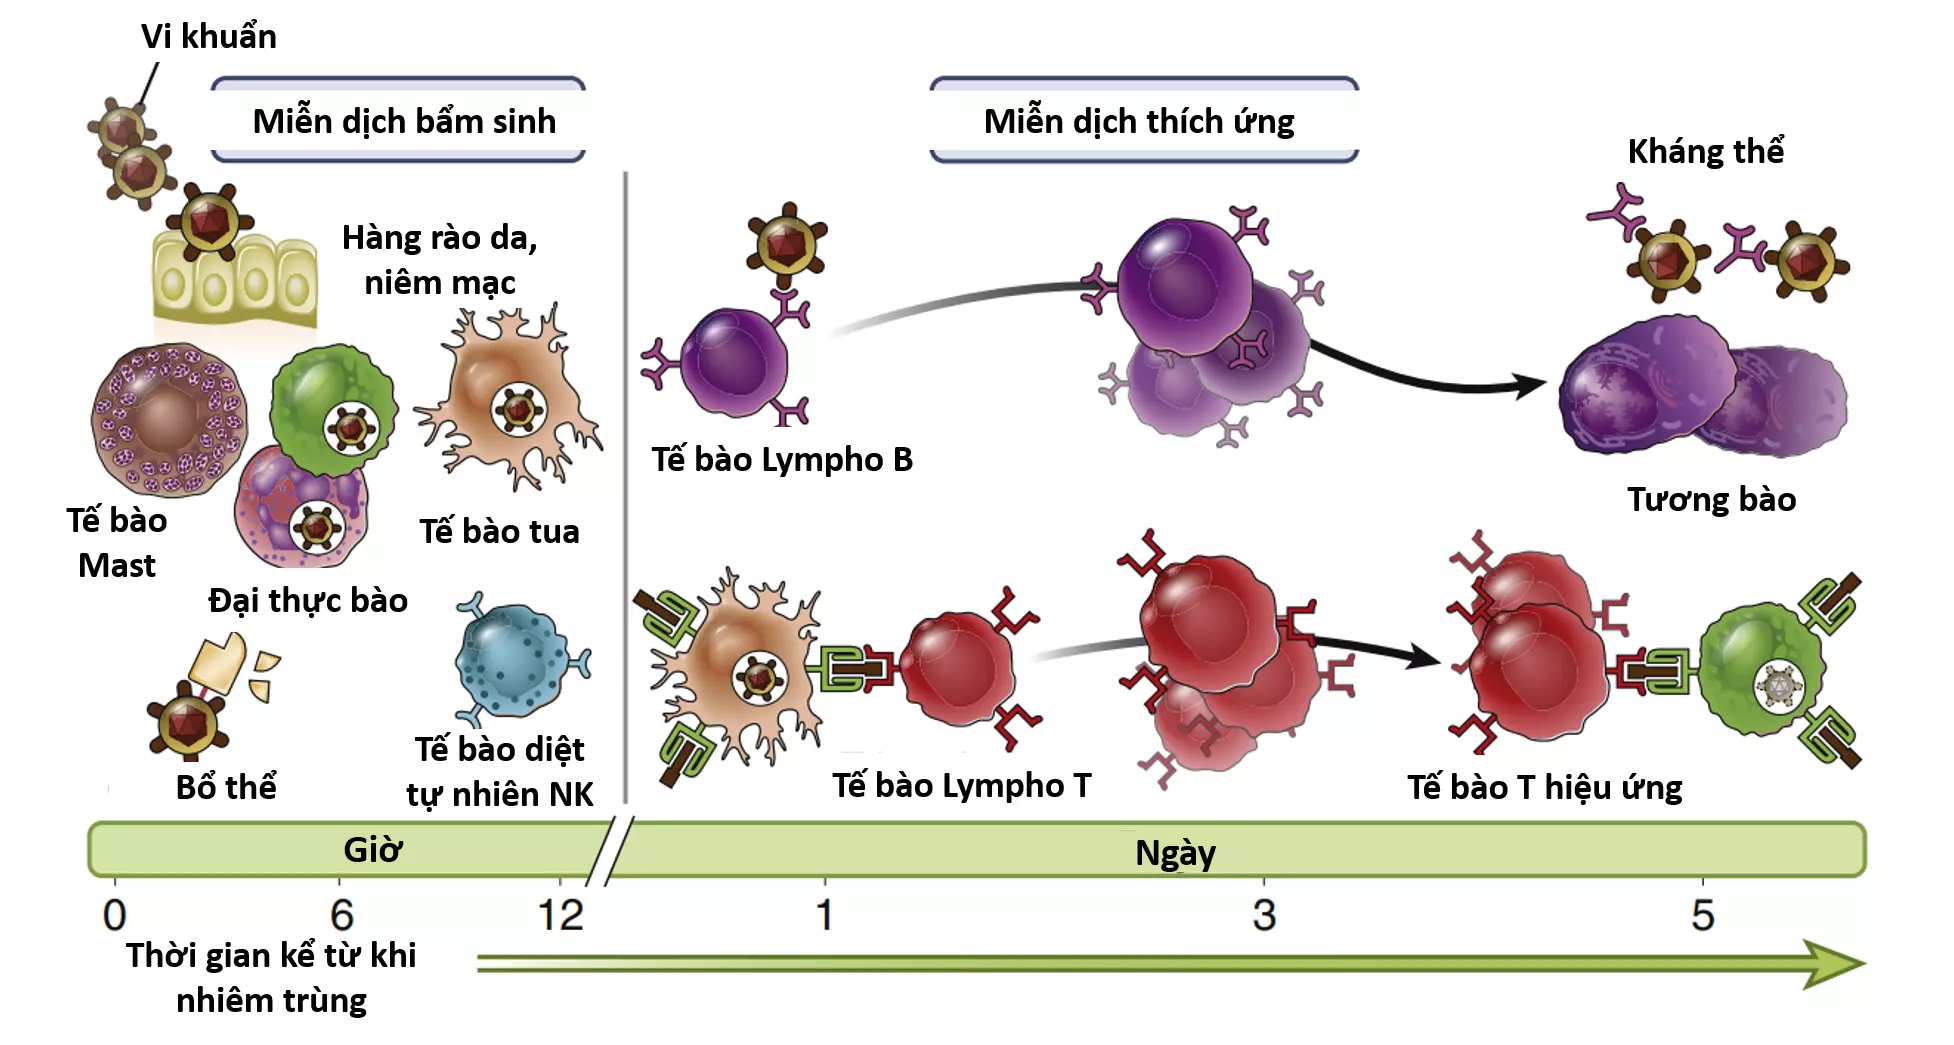 Vi khuẩn
Miễn dịch bẩm sinh
Miễn dịch thích ứng
Kháng thể
Hàng rào da,
niêm mạc
Tế bào Lympho B
Tương bào
Tế bào
Mast
Tế bào tua
Đại thực bào
Bổ thể
Tế bào diệt
tự nhiên NK
Tế bào Lympho T
Tế bào T hiệu ứng
Giờ
Ngày
0
6
12
1
3
5
Thời gian kể từ khi
nhiêm trùng